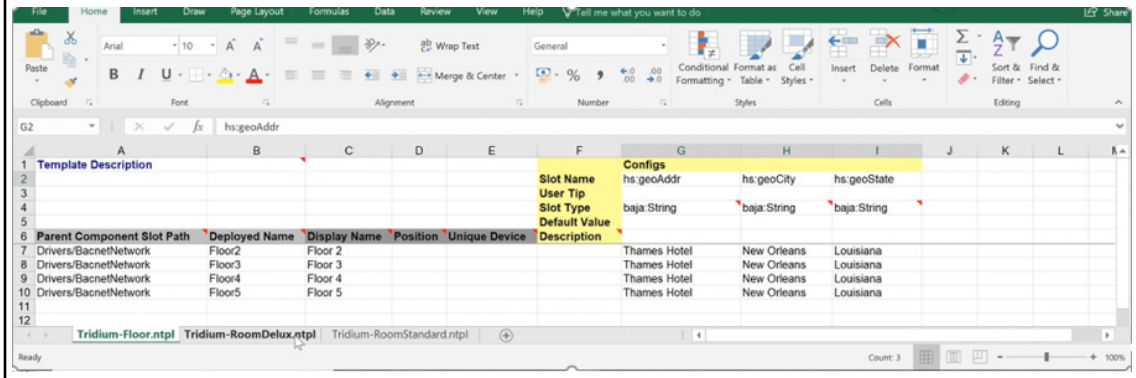 File Home Insert Draw Page Layout Formulas Data Review View Help Tell me what you want to do Share
Arial 10 A A ab Wrap Text General Σ
Paste B I U A Merge & Center $ % , .00 .00 Conditional Formatting Format as Table Cell Styles Insert Delete Format Sort & Filter Find & Select
Clipboard Font Alignment Number Styles Cells Editing
G2 fx hs:geoAddr
A B C D E F G H I J K L
1 Template Description Configs
2 Slot Name hs:geoAddr hs:geoCity hs:geoState
3 User Tip
4 Slot Type baja:String baja:String baja:String
5 Default Value
6 Parent Component Slot Path Deployed Name Display Name Position Unique Device Description
7 Drivers/BacnetNetwork Floor2 Floor 2 Thames Hotel New Orleans Louisiana
8 Drivers/BacnetNetwork Floor3 Floor 3 Thames Hotel New Orleans Louisiana
9 Drivers/BacnetNetwork Floor4 Floor 4 Thames Hotel New Orleans Louisiana
10 Drivers/BacnetNetwork Floor5 Floor 5 Thames Hotel New Orleans Louisiana
11
12
Tridium-Floor.ntpl Tridium-RoomDelux.ntpl Tridium-RoomStandard.ntpl
Ready Count: 3 100%